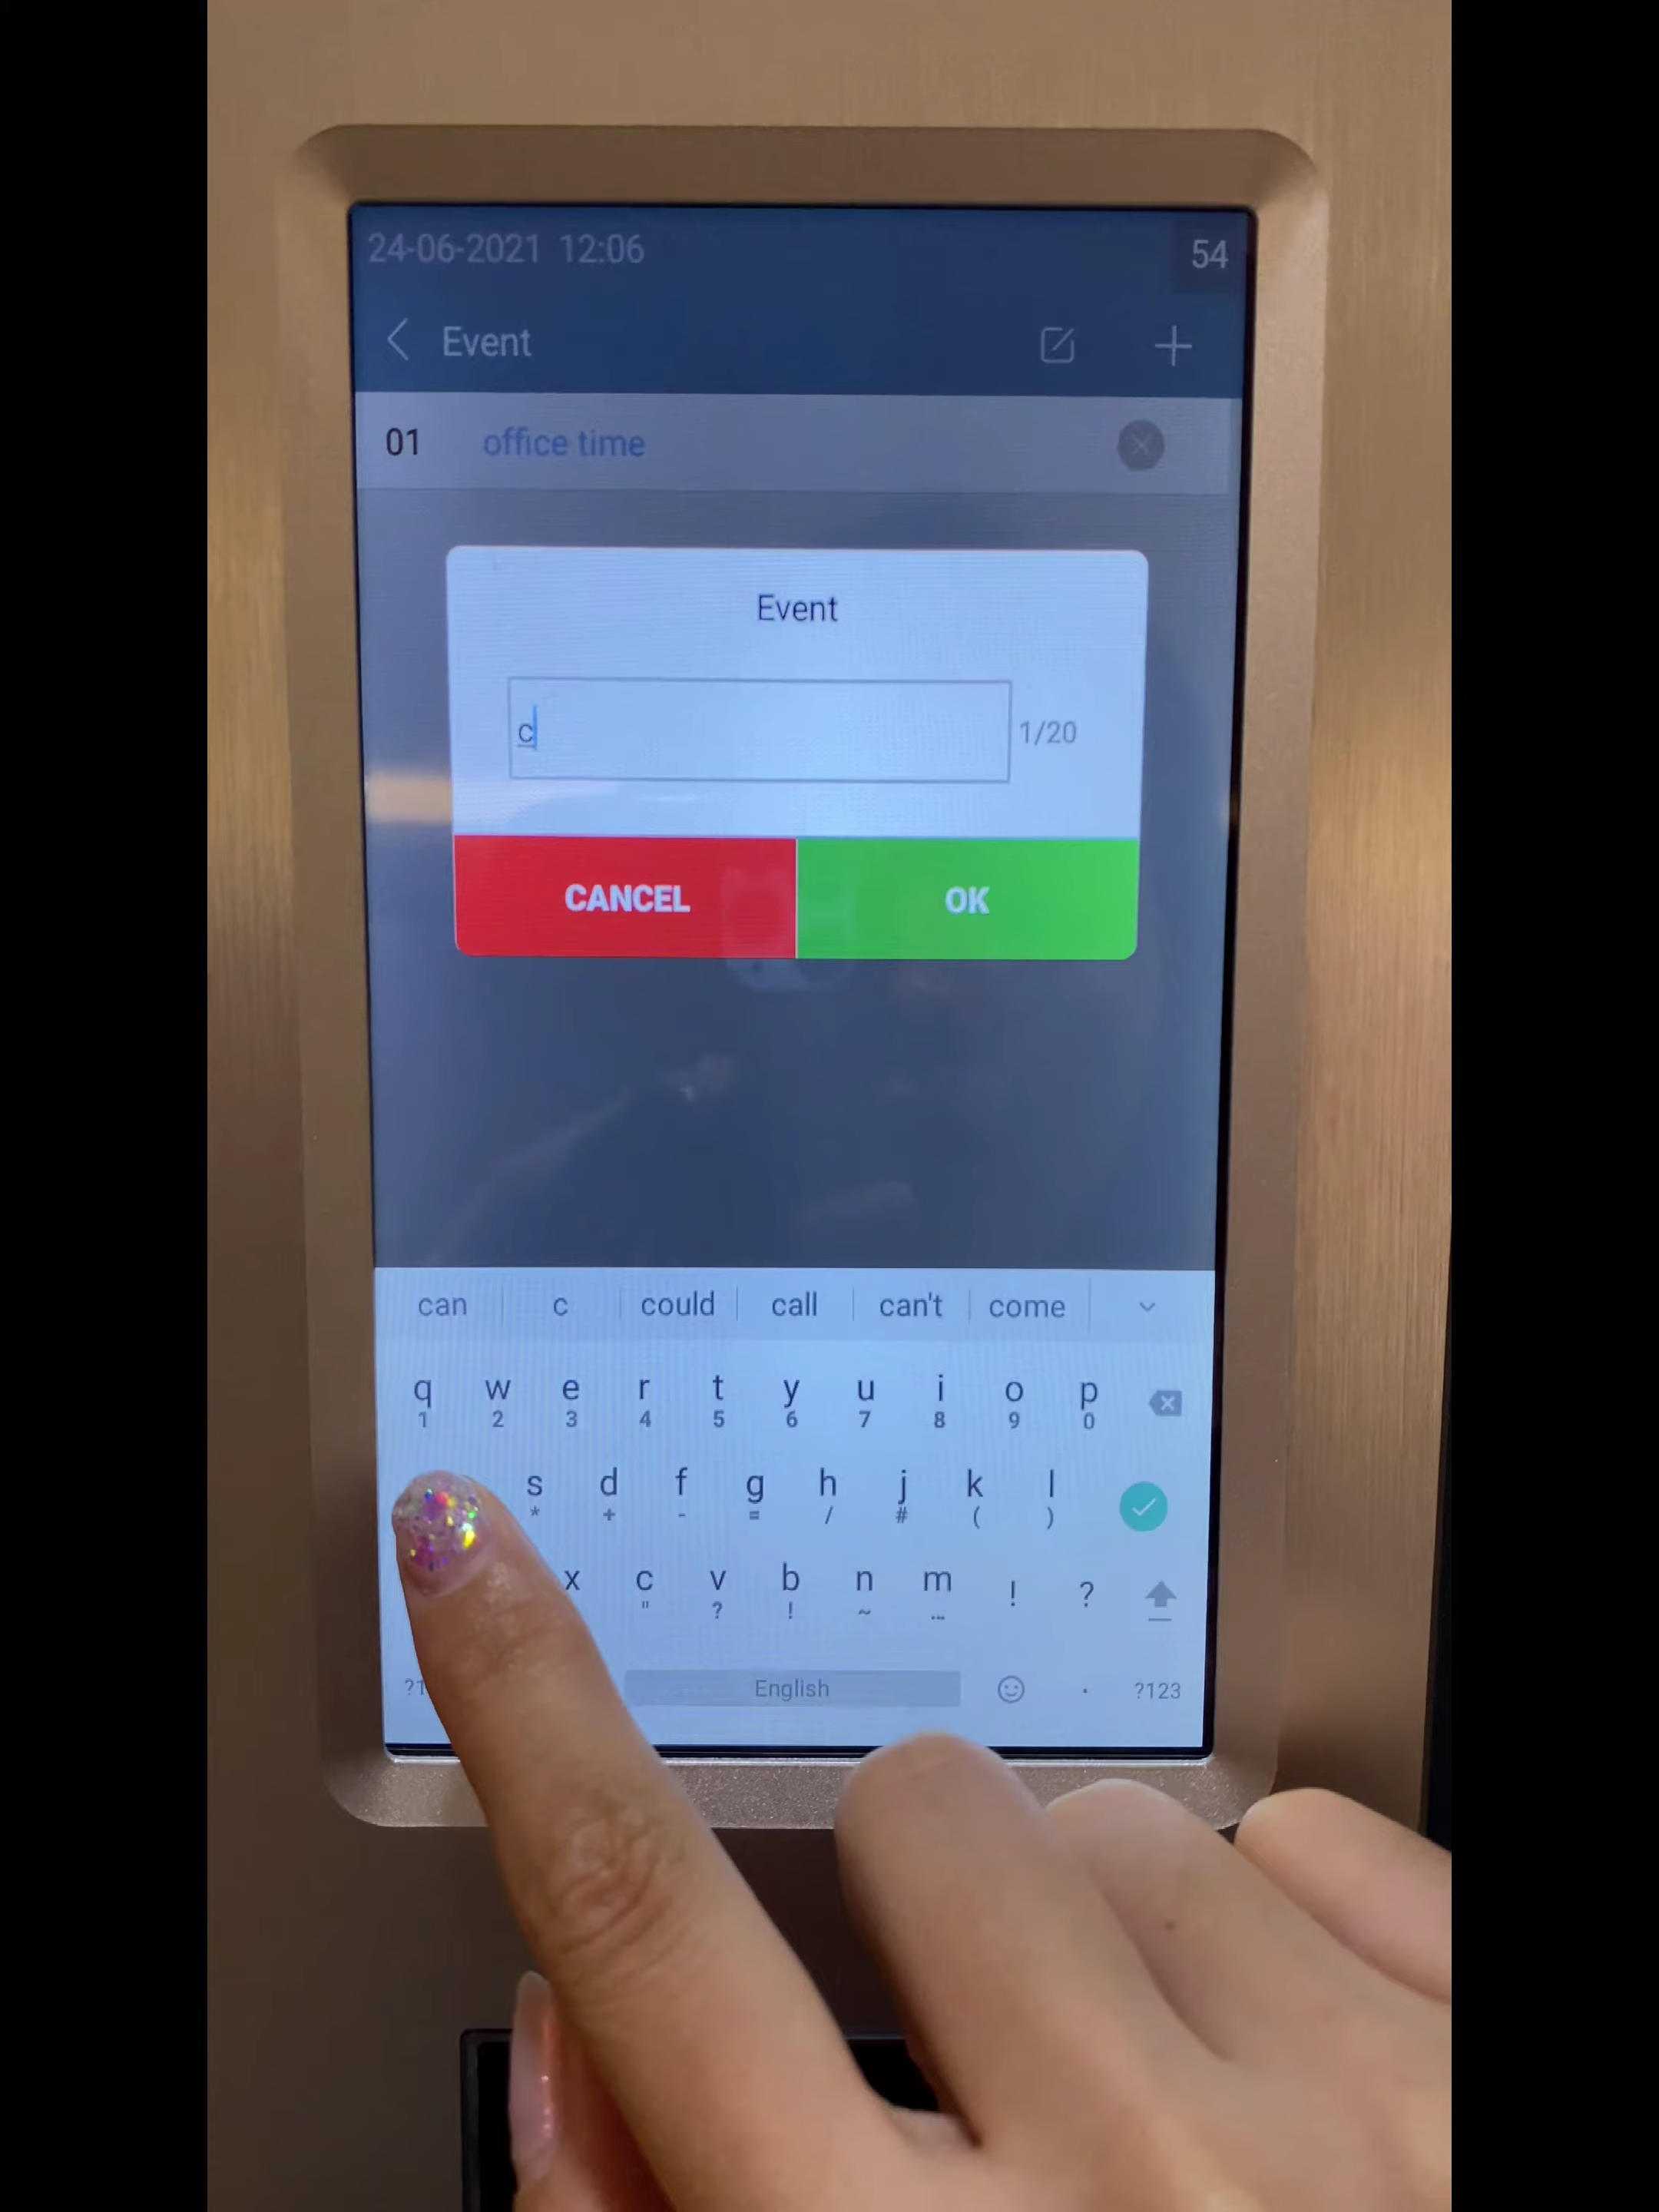 24-06-2021 12:06 54
Event
01 office time
Event
c 1/20
CANCEL OK
can c could call can't come
q w e r t y u i o p
1 2 3 4 5 6 7 8 9 0
s d f g h j k l
* + - = / # ( )
x c v b n m ! ?
" ? ! ~ ...
?1 English . ?123